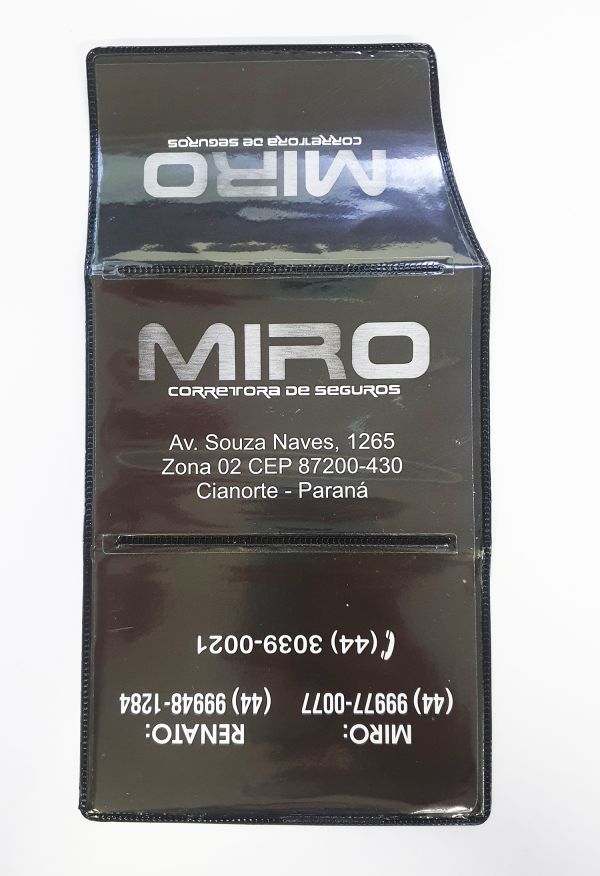 MIRO
CORRETORA DE SEGUROS
MIRO
CORRETORA DE SEGUROS
Av. Souza Naves, 1265
Zona 02 CEP 87200-430
Cianorte - Paraná
MIRO: RENATO:
(44) 99977-0077 (44) 99948-1284
(44) 3039-0021